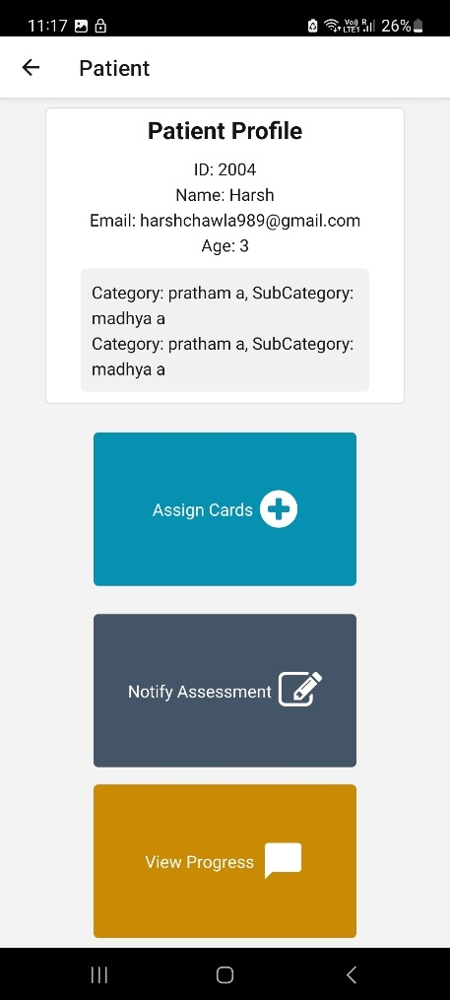 11:17 Vo) R 26%
LTE1
Patient
Patient Profile
ID: 2004
Name: Harsh
Email: harshchawla989@gmail.com
Age: 3
Category: pratham a, SubCategory:
madhya a
Category: pratham a, SubCategory:
madhya a
Assign Cards
Notify Assessment
View Progress